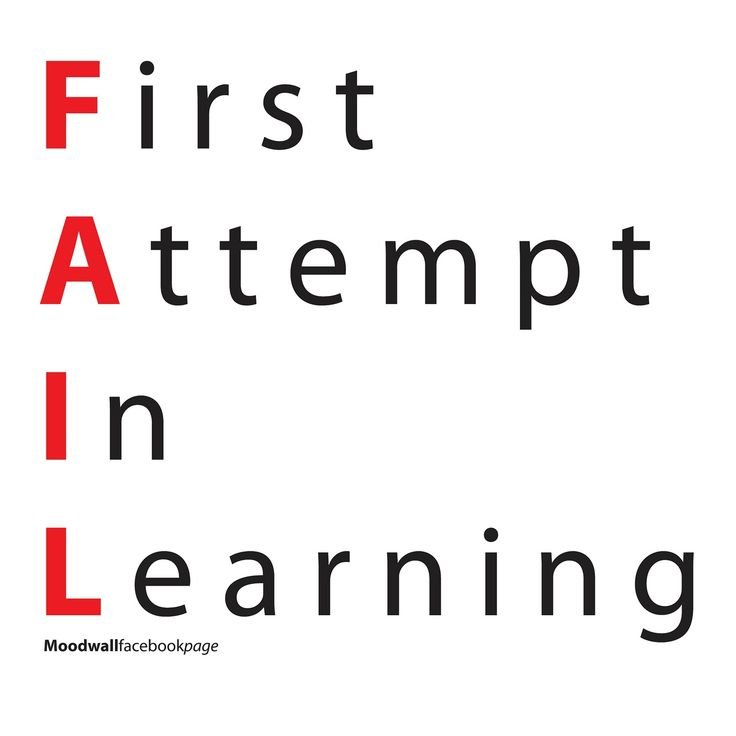 First
Attempt
In
Learning
Moodwallfacebookpage